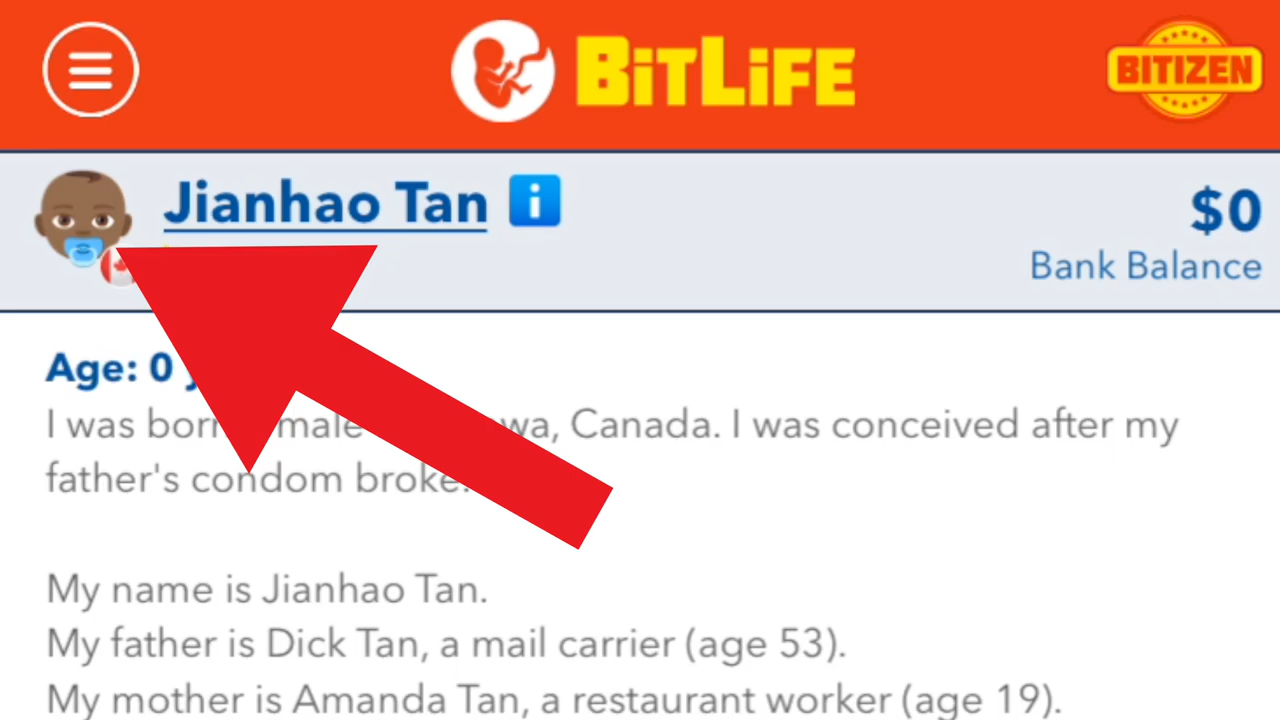 BITLIFE
BITIZEN
Jianhao Tan
$0
Bank Balance
Age: 0
I was born male wa, Canada. I was conceived after my
father's condom broke.
My name is Jianhao Tan.
My father is Dick Tan, a mail carrier (age 53).
My mother is Amanda Tan, a restaurant worker (age 19).